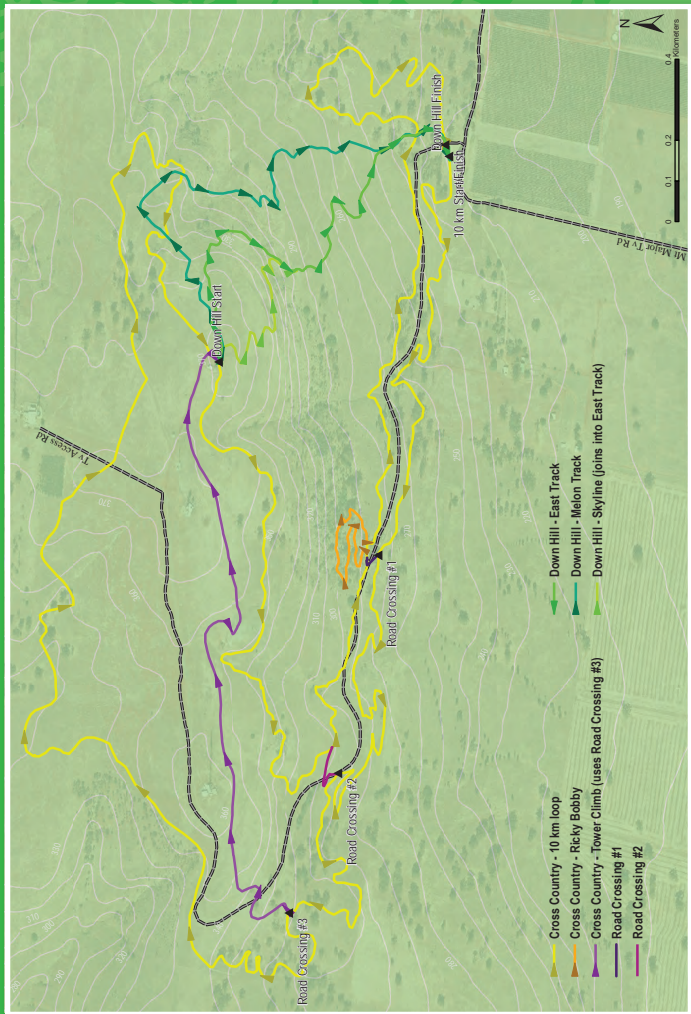 Tv Access Rd
Down Hill Start
Down Hill Finish
10 km Start/Finish
Mt Major Tv Rd
Road Crossing #1
Road Crossing #2
Road Crossing #3
N
0
0.1
0.2
0.4
Kilometers
Cross Country - 10 km loop
Cross Country - Ricky Bobby
Cross Country - Tower Climb (uses Road Crossing #3)
Road Crossing #1
Road Crossing #2
Down Hill - East Track
Down Hill - Melon Track
Down Hill - Skyline (joins into East Track)